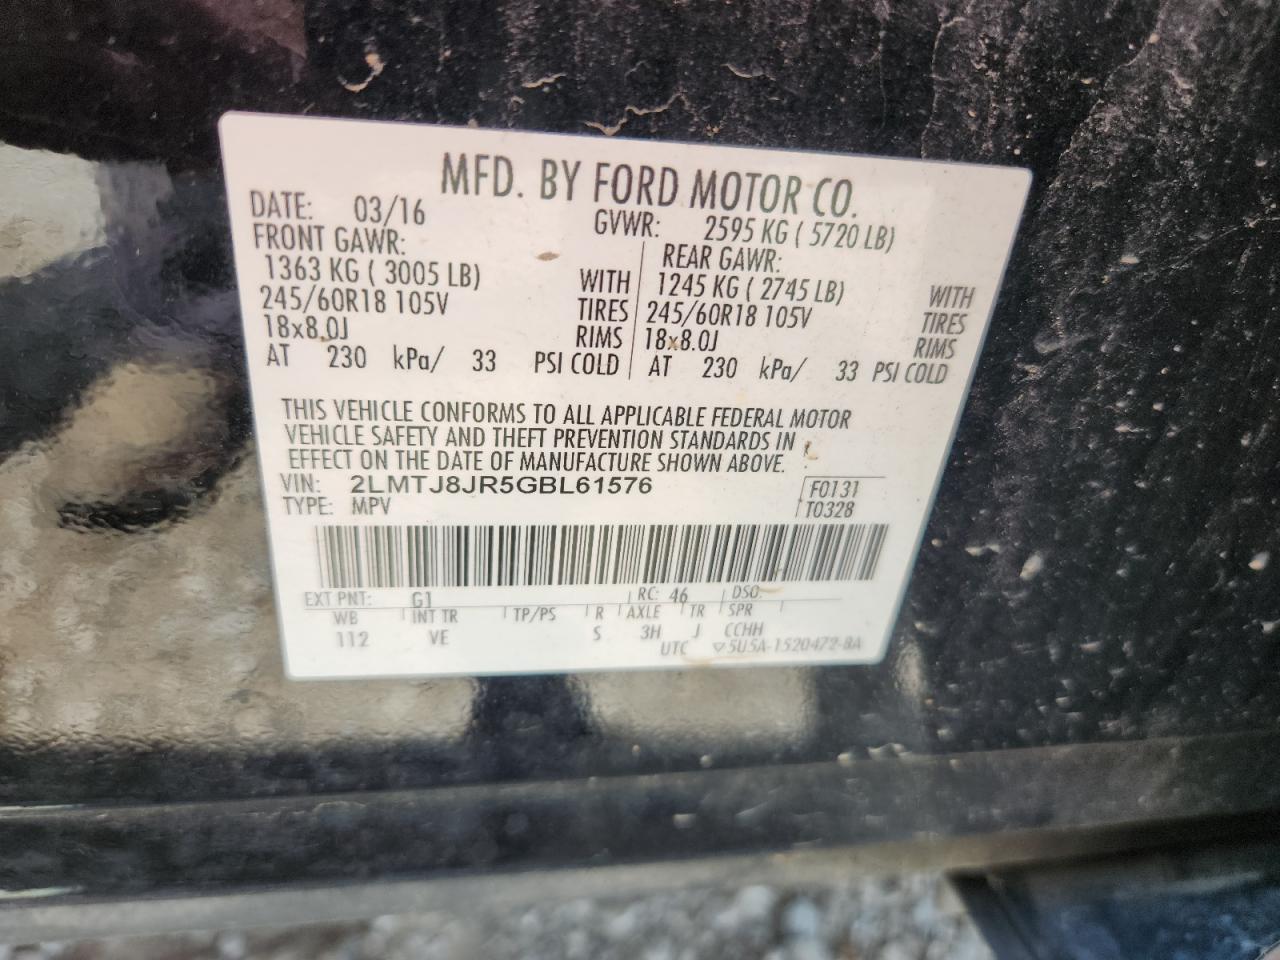 MFD. BY FORD MOTOR CO.
DATE: 03/16 GVWR: 2595 KG ( 5720 LB)
FRONT GAWR: REAR GAWR:
1363 KG ( 3005 LB) WITH 1245 KG ( 2745 LB) WITH
245/60R18 105V TIRES 245/60R18 105V TIRES
18x8.0J RIMS 18x8.0J RIMS
AT 230 kPa/ 33 PSI COLD AT 230 kPa/ 33 PSI COLD
THIS VEHICLE CONFORMS TO ALL APPLICABLE FEDERAL MOTOR
VEHICLE SAFETY AND THEFT PREVENTION STANDARDS IN
EFFECT ON THE DATE OF MANUFACTURE SHOWN ABOVE.
VIN: 2LMTJ8JR5GBL61576 F0131
TYPE: MPV T0328
EXT PNT: G1 RC: 46 DSO:
WB INT TR TP/PS R AXLE TR SPR
112 VE S 3H J CCHH
UTC ▽5U5A-1520472-BA